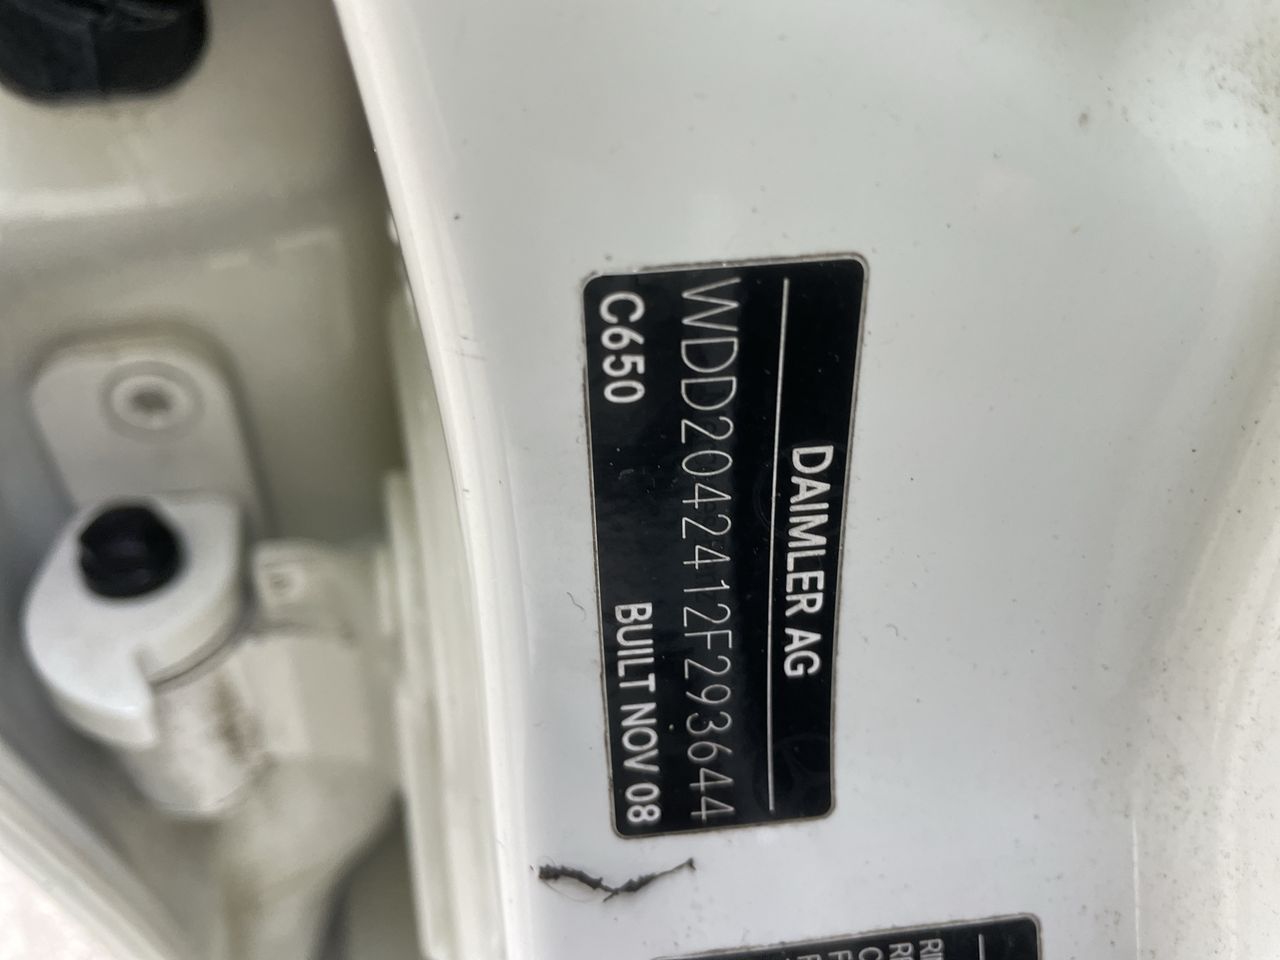 DAIMLER AG
WDD2042412F293644
C650 BUILT NOV 08